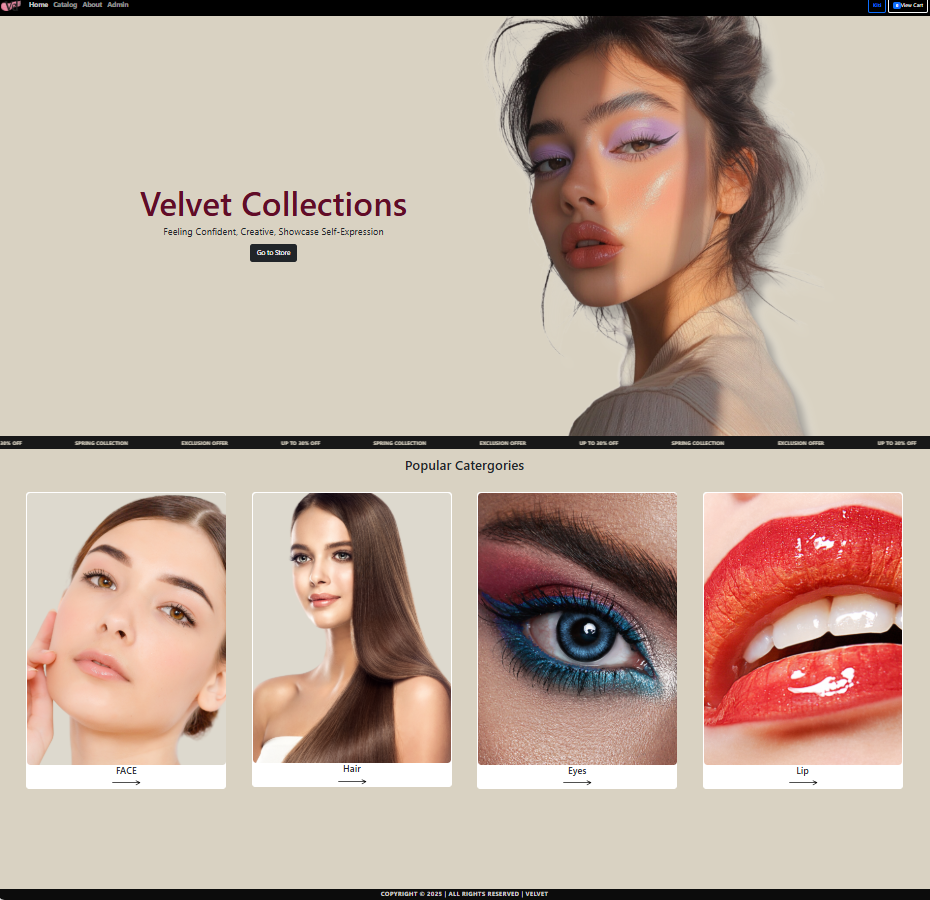 Home Catalog About Admin
View Cart
Velvet Collections
Feeling Confident, Creative, Showcase Self-Expression
Go to Store
30% OFF SPRING COLLECTION EXCLUSION OFFER UP TO 30% OFF SPRING COLLECTION EXCLUSION OFFER UP TO 30% OFF SPRING COLLECTION EXCLUSION OFFER UP TO 30% OFF
Popular Catergories
FACE
Hair
Eyes
Lip
COPYRIGHT © 2025 | ALL RIGHTS RESERVED | VELVET